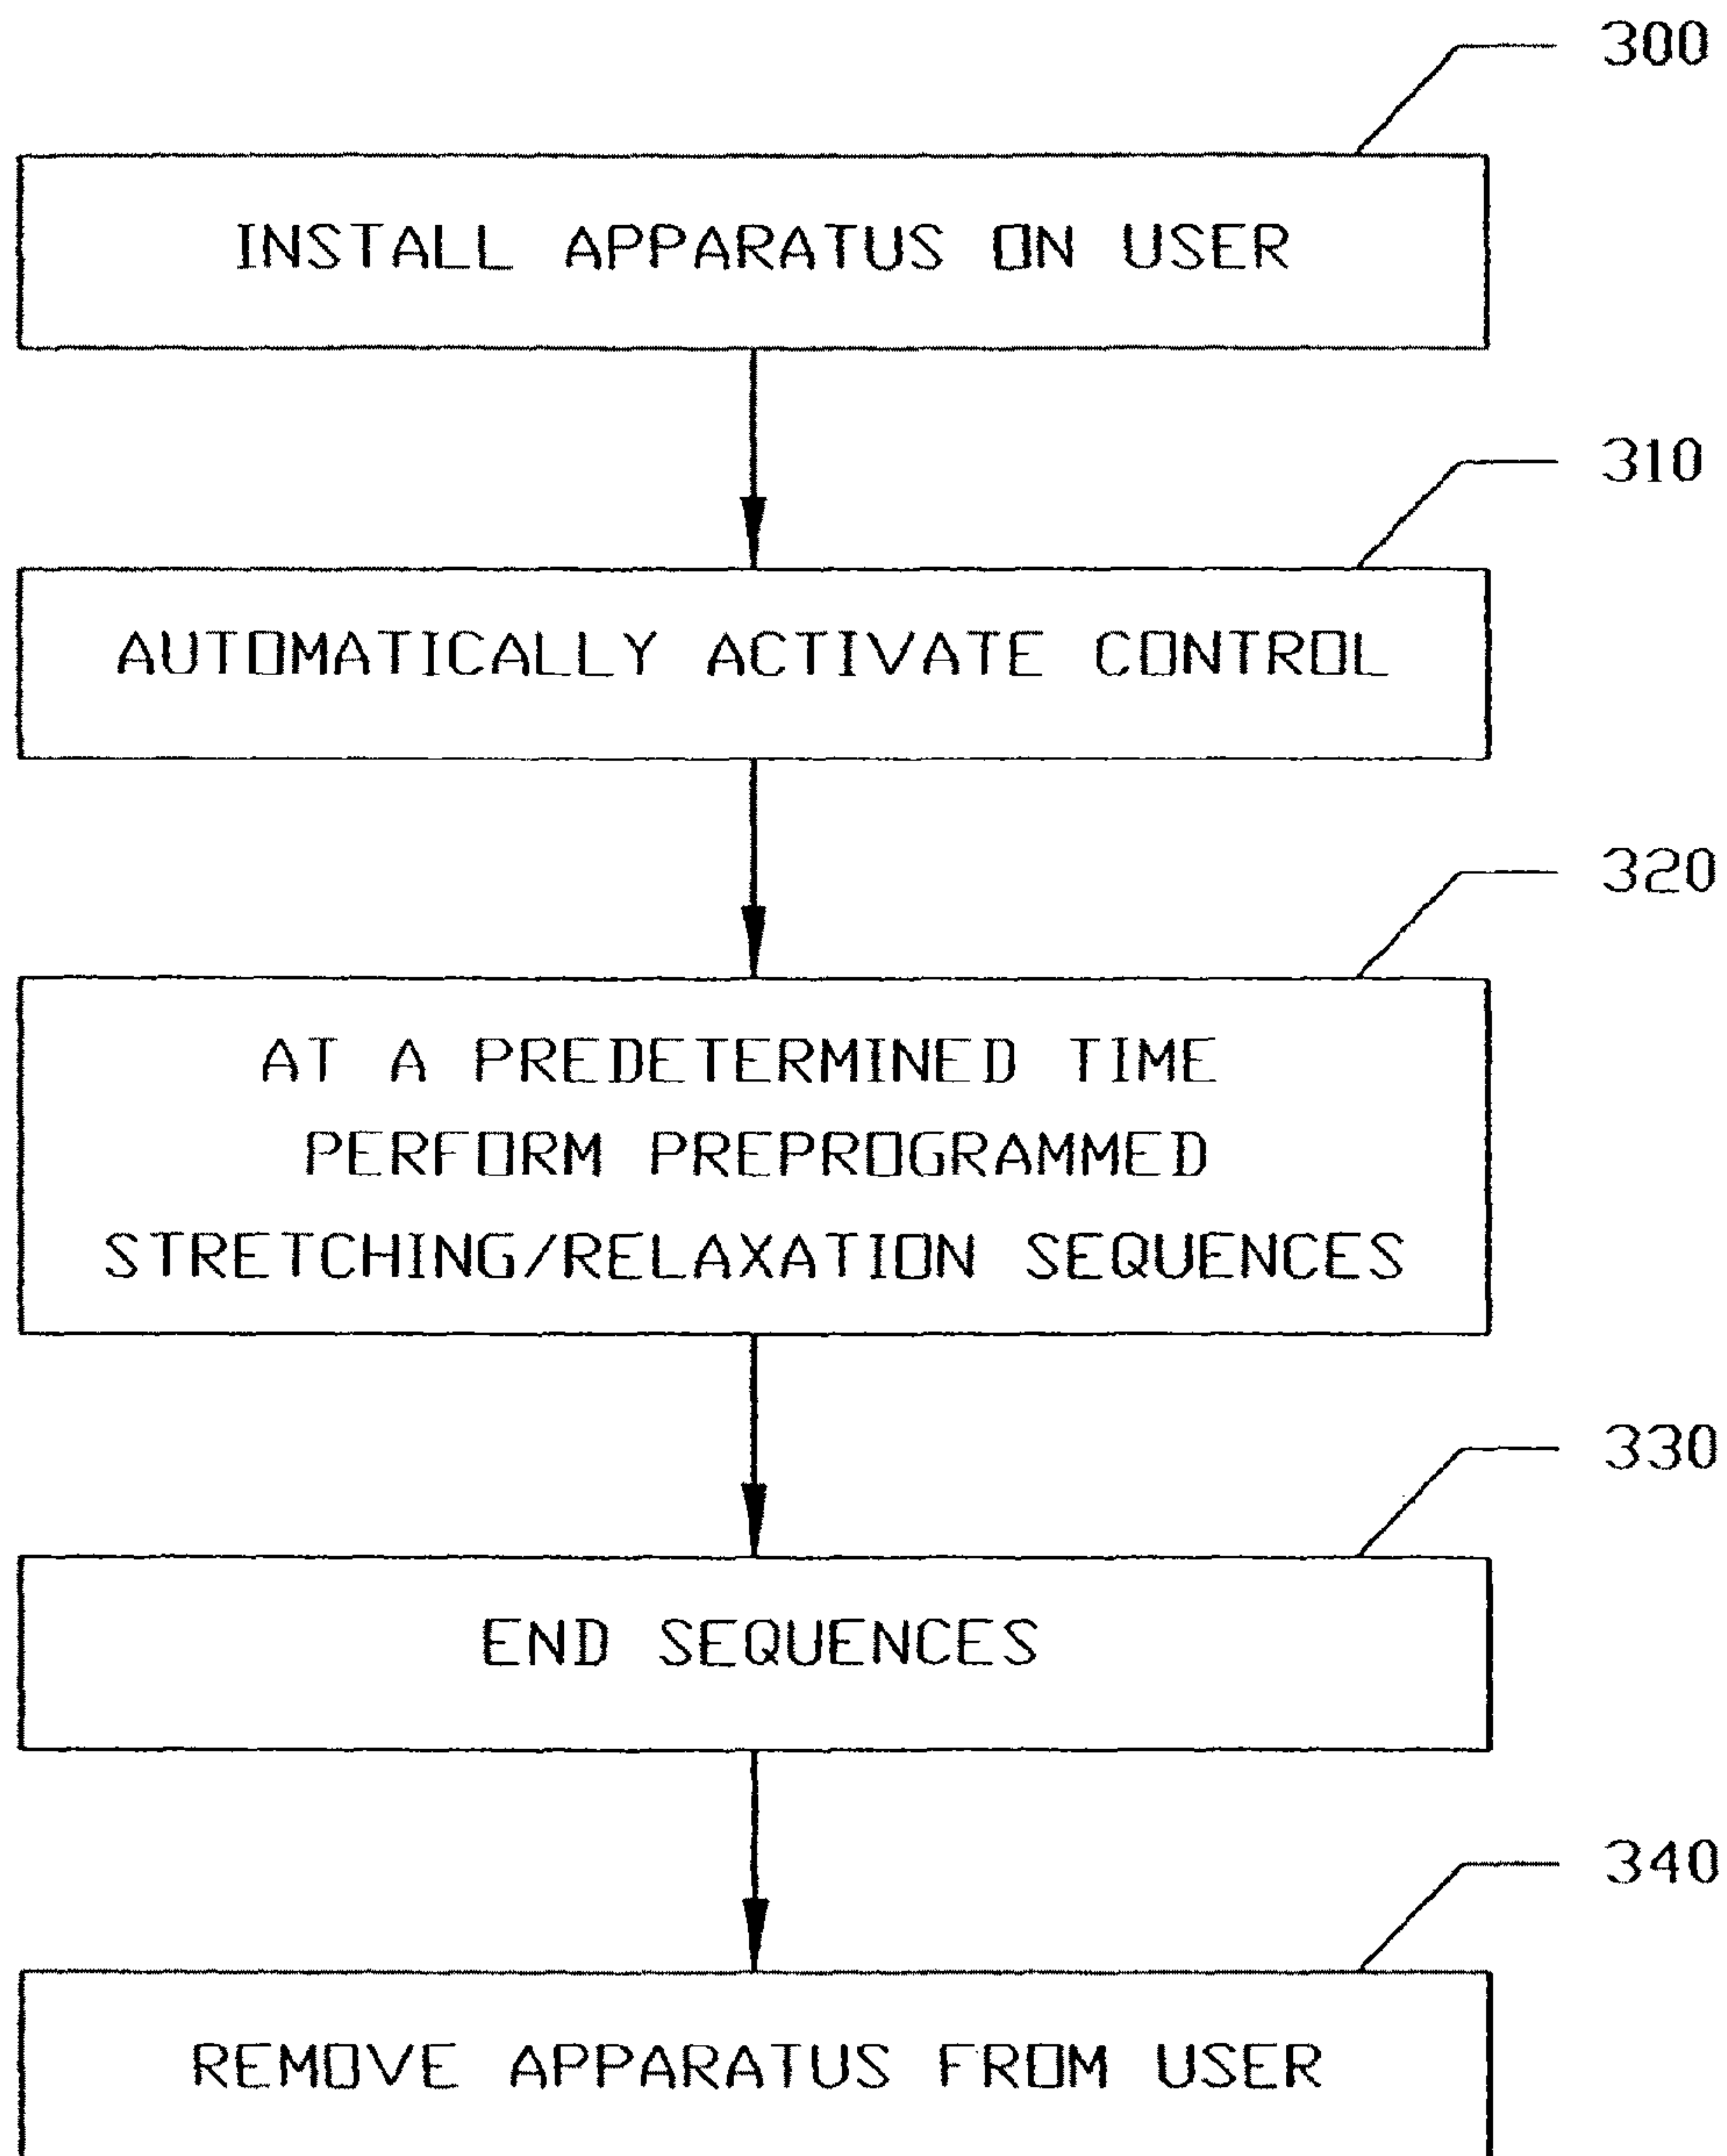 300
INSTALL APPARATUS ON USER
310
AUTOMATICALLY ACTIVATE CONTROL
320
AT A PREDETERMINED TIME
PERFORM PREPROGRAMMED
STRETCHING/RELAXATION SEQUENCES
330
END SEQUENCES
340
REMOVE APPARATUS FROM USER